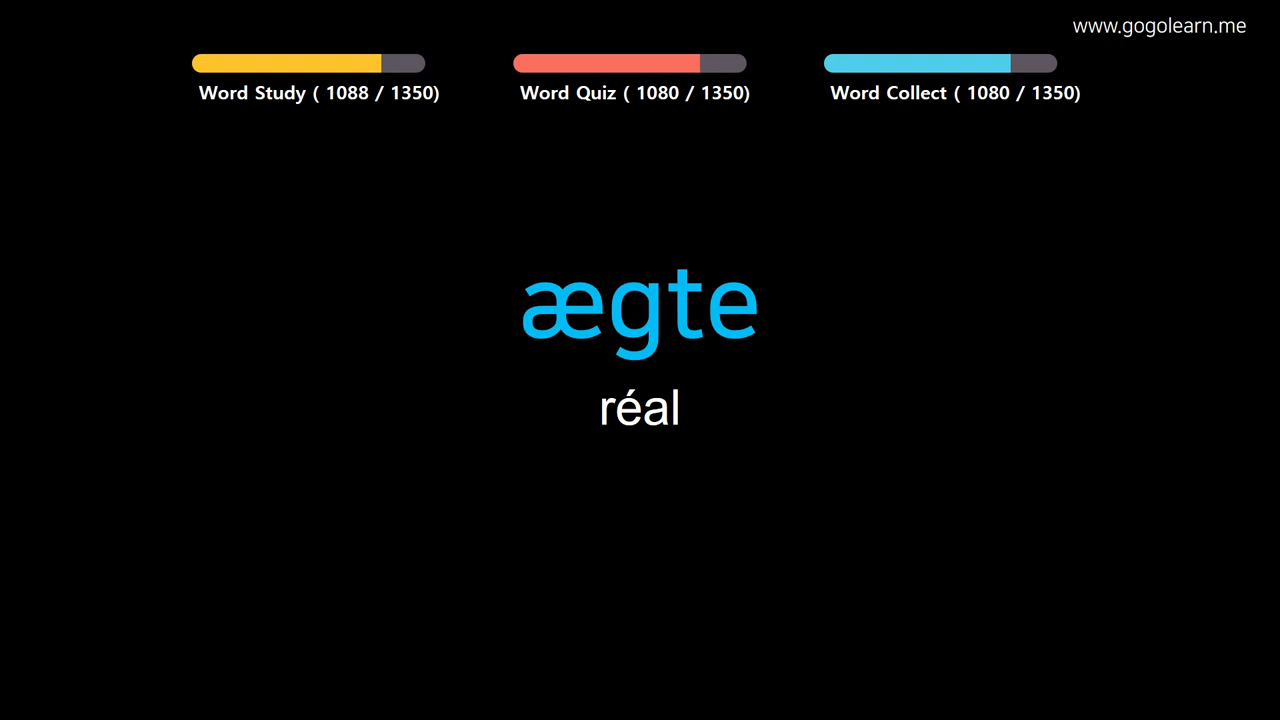 www.gogolearn.me
Word Study ( 1088 / 1350)
Word Quiz ( 1080 / 1350)
Word Collect ( 1080 / 1350)
ægte
réal